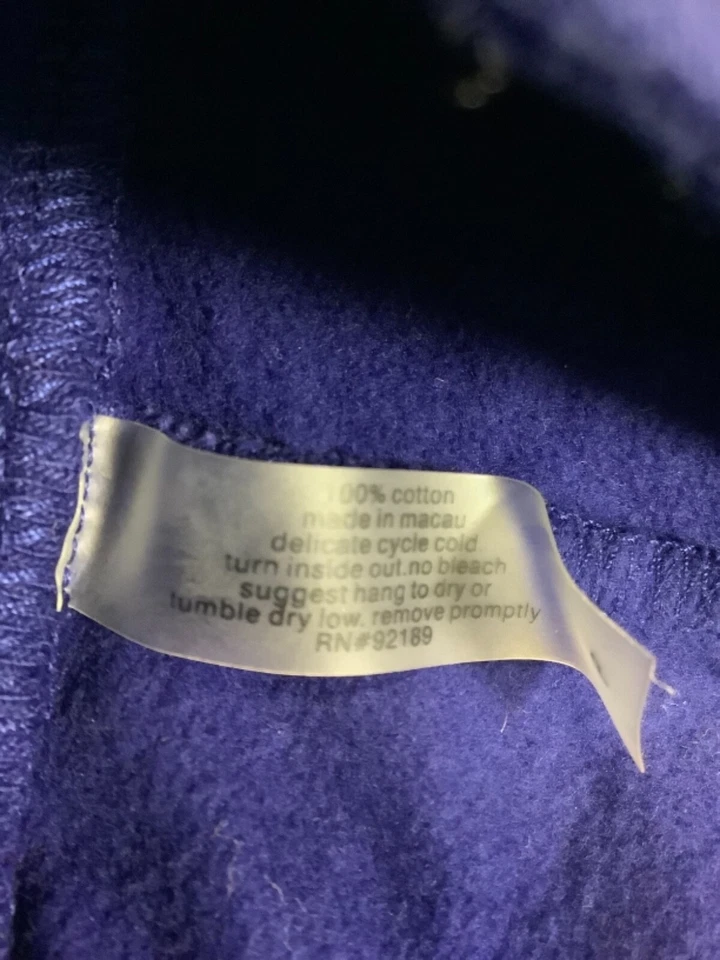 100% cotton
made in macau
delicate cycle cold
turn inside out.no bleach
suggest hang to dry or
tumble dry low. remove promptly
RN#92189